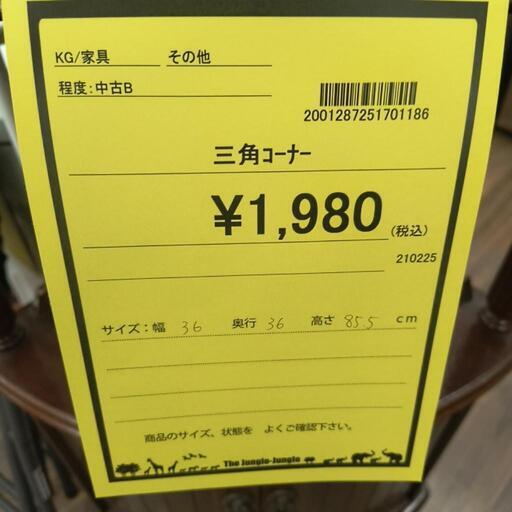 KG/家具 その他
程度:中古B
2001287251701186
三角ｺｰﾅｰ
¥1,980 (税込)
210225
サイズ:幅 36 奥行 36 高さ 85.5 cm
商品のサイズ、状態を よくご確認下さい。
The Jungle-Jungle